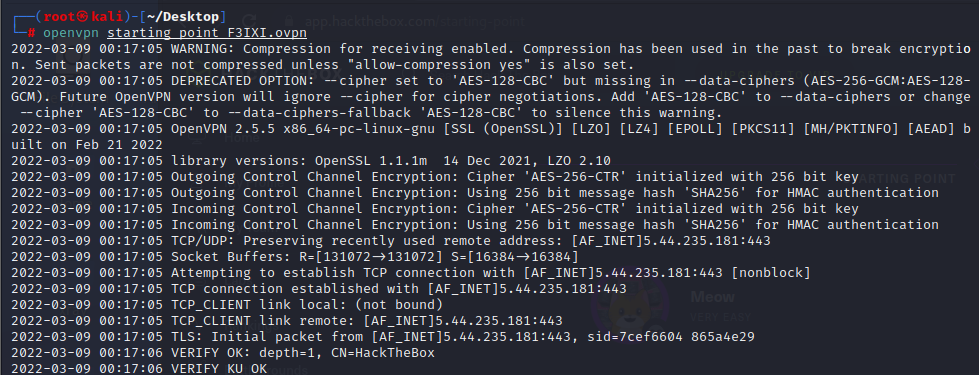 app.hackthebox.com/starting-point
(root㉿kali)-[~/Desktop]
# openvpn starting_point_F3IXI.ovpn
2022-03-09 00:17:05 WARNING: Compression for receiving enabled. Compression has been used in the past to break encryptio
n. Sent packets are not compressed unless "allow-compression yes" is also set.
2022-03-09 00:17:05 DEPRECATED OPTION: --cipher set to 'AES-128-CBC' but missing in --data-ciphers (AES-256-GCM:AES-128-
GCM). Future OpenVPN version will ignore --cipher for cipher negotiations. Add 'AES-128-CBC' to --data-ciphers or change
--cipher 'AES-128-CBC' to --data-ciphers-fallback 'AES-128-CBC' to silence this warning.
2022-03-09 00:17:05 OpenVPN 2.5.5 x86_64-pc-linux-gnu [SSL (OpenSSL)] [LZO] [LZ4] [EPOLL] [PKCS11] [MH/PKTINFO] [AEAD] b
uilt on Feb 21 2022
2022-03-09 00:17:05 library versions: OpenSSL 1.1.1m  14 Dec 2021, LZO 2.10
2022-03-09 00:17:05 Outgoing Control Channel Encryption: Cipher 'AES-256-CTR' initialized with 256 bit key
2022-03-09 00:17:05 Outgoing Control Channel Encryption: Using 256 bit message hash 'SHA256' for HMAC authentication
2022-03-09 00:17:05 Incoming Control Channel Encryption: Cipher 'AES-256-CTR' initialized with 256 bit key
2022-03-09 00:17:05 Incoming Control Channel Encryption: Using 256 bit message hash 'SHA256' for HMAC authentication
2022-03-09 00:17:05 TCP/UDP: Preserving recently used remote address: [AF_INET]5.44.235.181:443
2022-03-09 00:17:05 Socket Buffers: R=[131072→131072] S=[16384→16384]
2022-03-09 00:17:05 Attempting to establish TCP connection with [AF_INET]5.44.235.181:443 [nonblock]
2022-03-09 00:17:05 TCP connection established with [AF_INET]5.44.235.181:443
2022-03-09 00:17:05 TCP_CLIENT link local: (not bound)
2022-03-09 00:17:05 TCP_CLIENT link remote: [AF_INET]5.44.235.181:443
2022-03-09 00:17:05 TLS: Initial packet from [AF_INET]5.44.235.181:443, sid=7cef6604 865a4e29
2022-03-09 00:17:06 VERIFY OK: depth=1, CN=HackTheBox
2022-03-09 00:17:06 VERIFY KU OK
STARTING POINT
Meow
VERY EASY